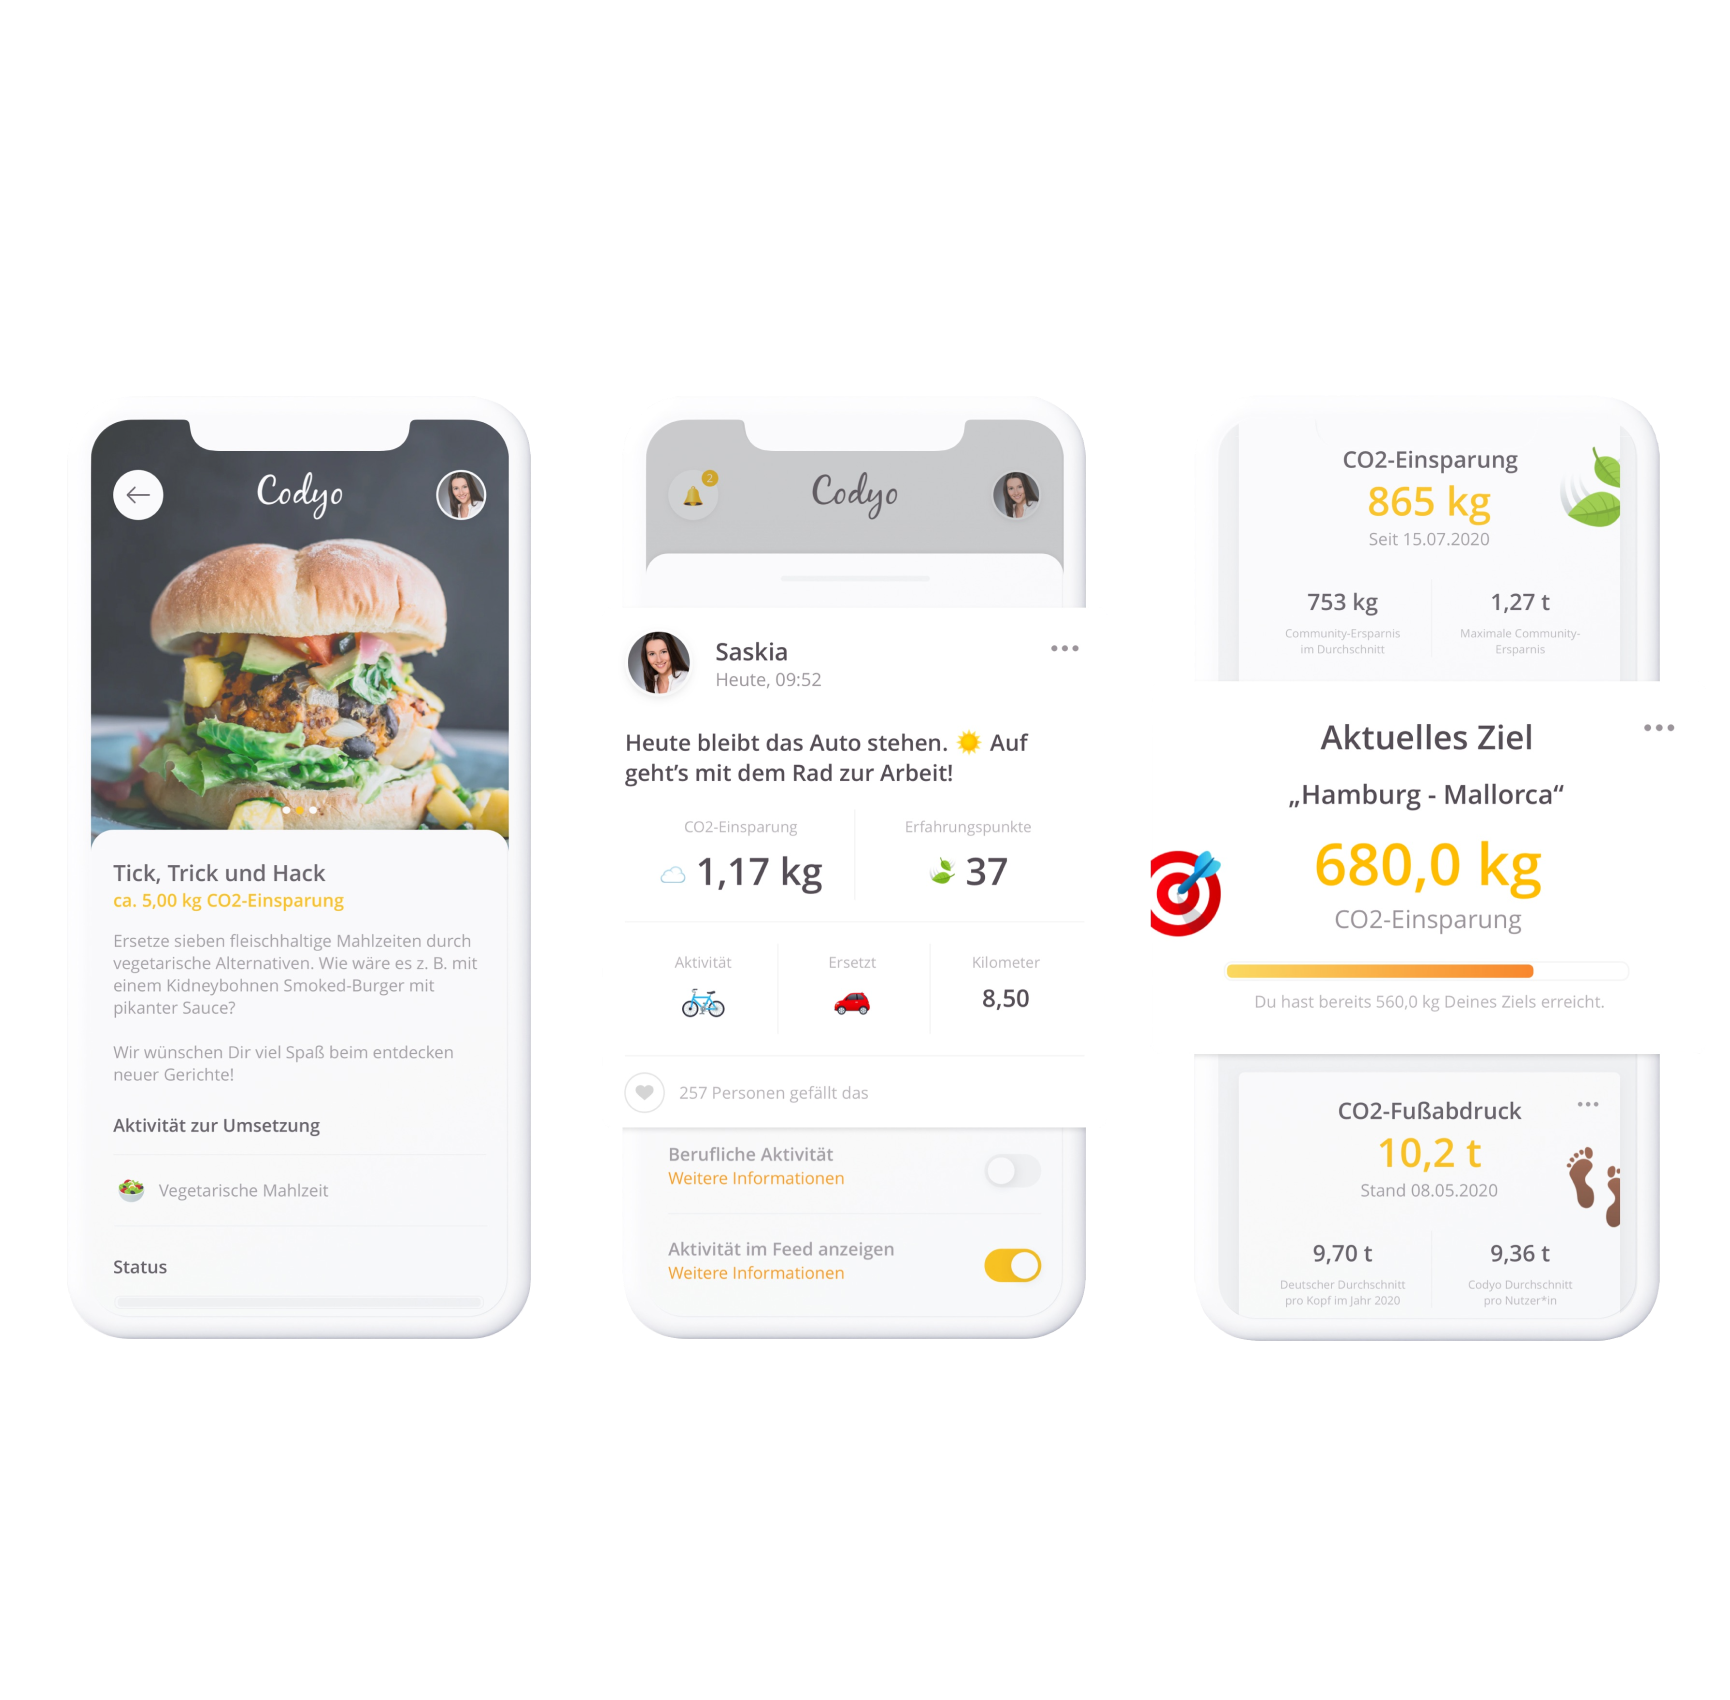 Codyo
Tick, Trick und Hack
ca. 5,00 kg CO2-Einsparung
Ersetze sieben fleischhaltige Mahlzeiten durch
vegetarische Alternativen. Wie wäre es z. B. mit
einem Kidneybohnen Smoked-Burger mit
pikanter Sauce?
Wir wünschen Dir viel Spaß beim entdecken
neuer Gerichte!
Aktivität zur Umsetzung
Vegetarische Mahlzeit
Status
2
Codyo
Saskia
Heute, 09:52
Heute bleibt das Auto stehen. ☀️ Auf
geht's mit dem Rad zur Arbeit!
CO2-Einsparung
1,17 kg
Erfahrungspunkte
37
Aktivität
Ersetzt
Kilometer
8,50
257 Personen gefällt das
Berufliche Aktivität
Weitere Informationen
Aktivität im Feed anzeigen
Weitere Informationen
CO2-Einsparung
865 kg
Seit 15.07.2020
753 kg
Community-Ersparnis
im Durchschnitt
1,27 t
Maximale Community-
Ersparnis
Aktuelles Ziel
„Hamburg - Mallorca“
680,0 kg
CO2-Einsparung
Du hast bereits 560,0 kg Deines Ziels erreicht.
CO2-Fußabdruck
10,2 t
Stand 08.05.2020
9,70 t
Deutscher Durchschnitt
pro Kopf im Jahr 2020
9,36 t
Codyo Durchschnitt
pro Nutzer*in